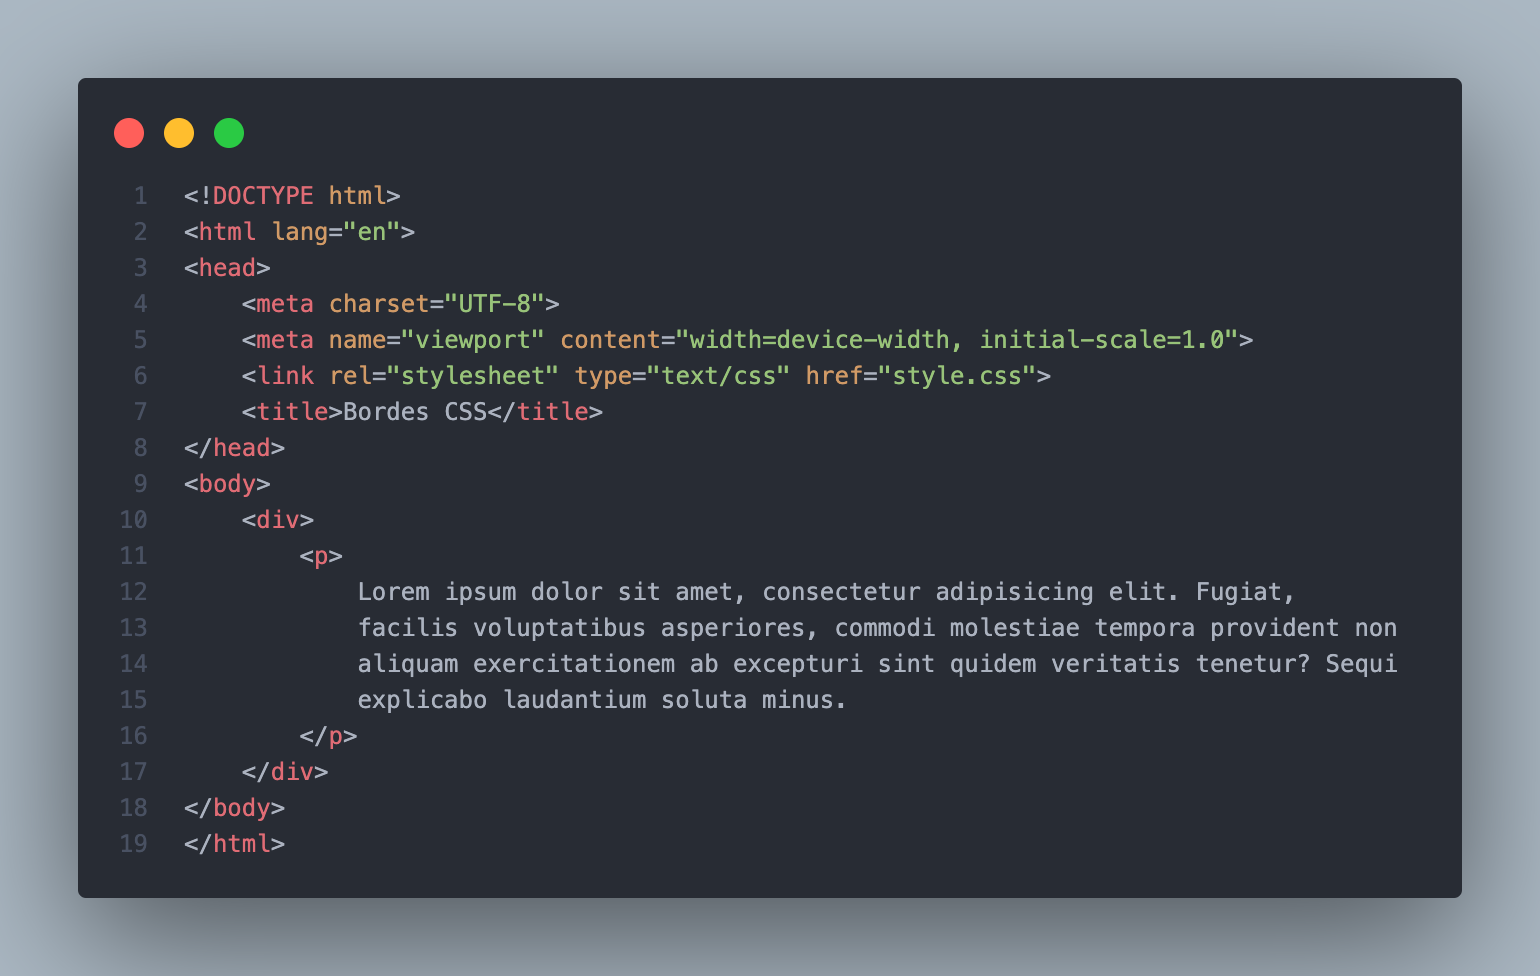 1 <!DOCTYPE html>
2 <html lang="en">
3 <head>
4     <meta charset="UTF-8">
5     <meta name="viewport" content="width=device-width, initial-scale=1.0">
6     <link rel="stylesheet" type="text/css" href="style.css">
7     <title>Bordes CSS</title>
8 </head>
9 <body>
10     <div>
11         <p>
12             Lorem ipsum dolor sit amet, consectetur adipisicing elit. Fugiat,
13             facilis voluptatibus asperiores, commodi molestiae tempora provident non
14             aliquam exercitationem ab excepturi sint quidem veritatis tenetur? Sequi
15             explicabo laudantium soluta minus.
16         </p>
17     </div>
18 </body>
19 </html>